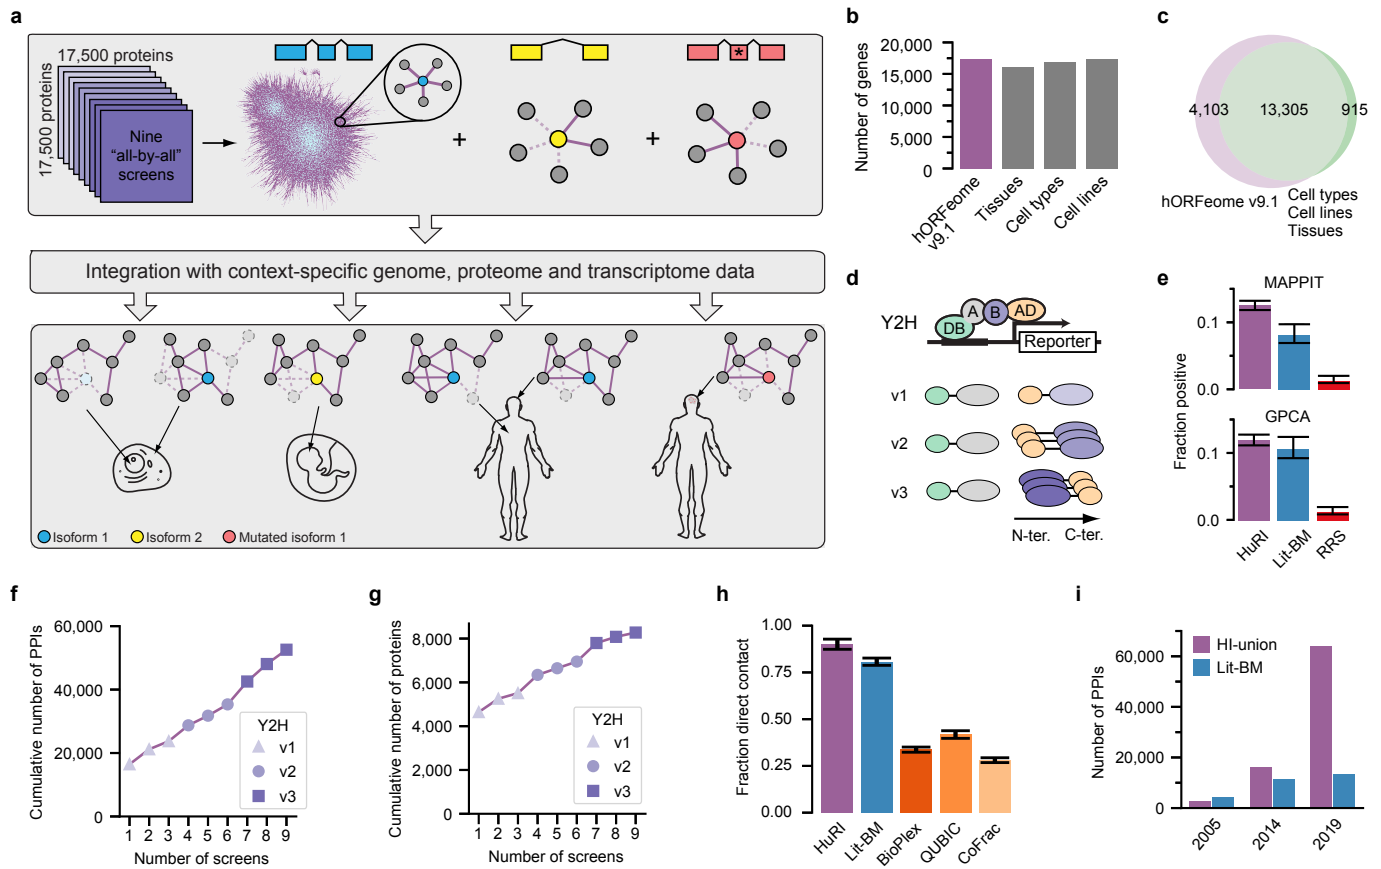 a
17,500 proteins
17,500 proteins
Nine
“all-by-all”
screens
+
+
*
Integration with context-specific genome, proteome and transcriptome data
Isoform 1
Isoform 2
Mutated isoform 1
b
Number of genes
20,000
15,000
10,000
5,000
0
hORFeome
v9.1
Tissues
Cell types
Cell lines
c
4,103
13,305
915
hORFeome v9.1
Cell types
Cell lines
Tissues
d
Y2H
DB
A
B
AD
Reporter
v1
v2
v3
N-ter.
C-ter.
e
MAPPIT
0.1
0.0
GPCA
0.1
0.0
Fraction positive
HuRI
Lit-BM
RRS
f
Cumulative number of PPIs
60,000
40,000
20,000
0
Y2H
v1
v2
v3
1 2 3 4 5 6 7 8 9
Number of screens
g
Cumulative number of proteins
8,000
6,000
4,000
2,000
0
Y2H
v1
v2
v3
1 2 3 4 5 6 7 8 9
Number of screens
h
Fraction direct contact
1.00
0.75
0.50
0.25
0.00
HuRI
Lit-BM
BioPlex
QUBIC
CoFrac
i
Number of PPIs
60,000
40,000
20,000
0
HI-union
Lit-BM
2005
2014
2019